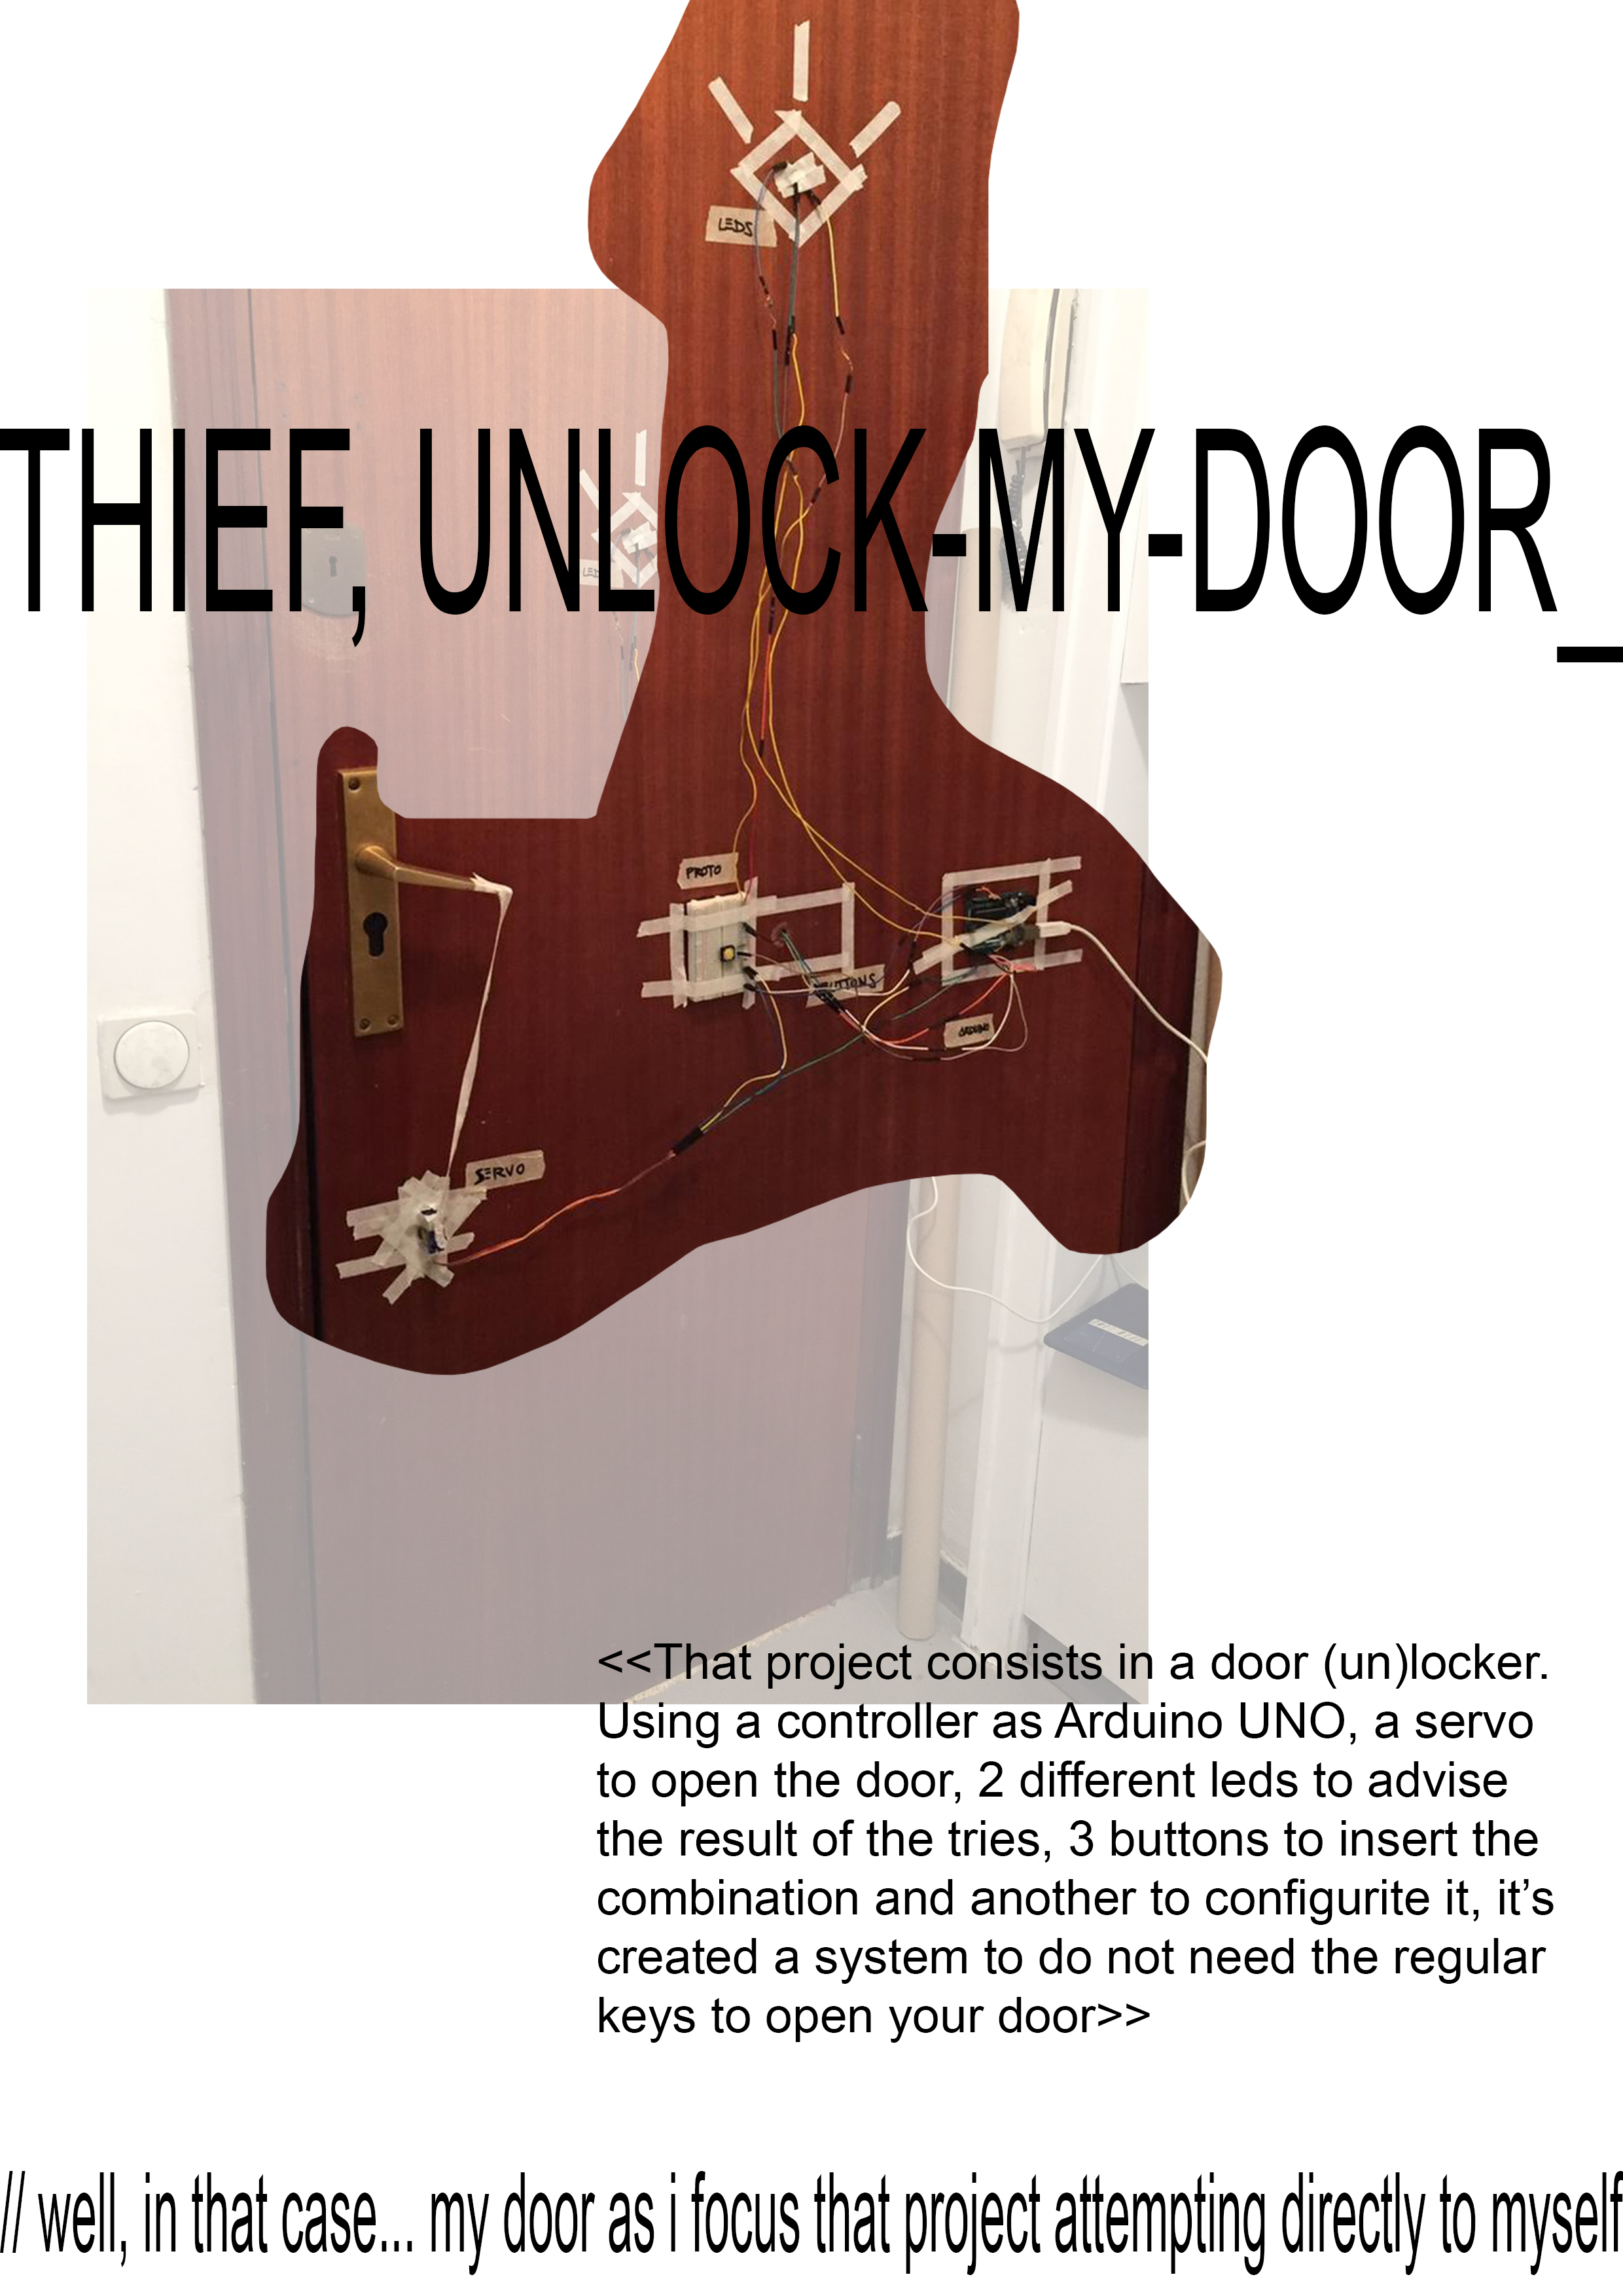 LEDS
THIEF, UNLOCK-MY-DOOR_
LEDS
PROTO
BUTTONS
ARDUINO
SERVO
<<That project consists in a door (un)locker.
Using a controller as Arduino UNO, a servo
to open the door, 2 different leds to advise
the result of the tries, 3 buttons to insert the
combination and another to configurite it, it’s
created a system to do not need the regular
keys to open your door>>
// well, in that case... my door as i focus that project attempting directly to myself